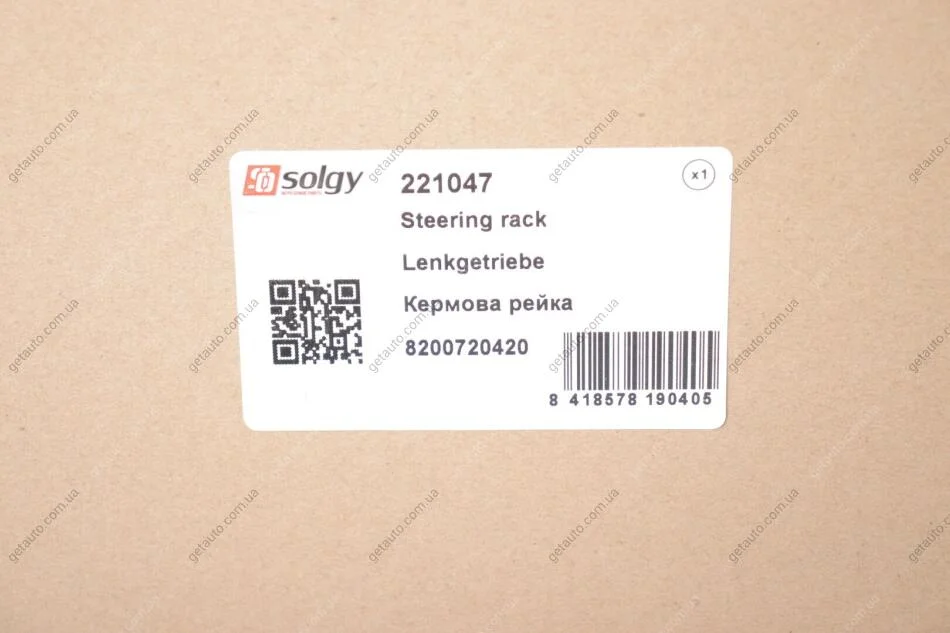 solgy
221047
x1
Steering rack
Lenkgetriebe
Кермова рейка
8200720420
8 418578 190405
getauto.com.ua